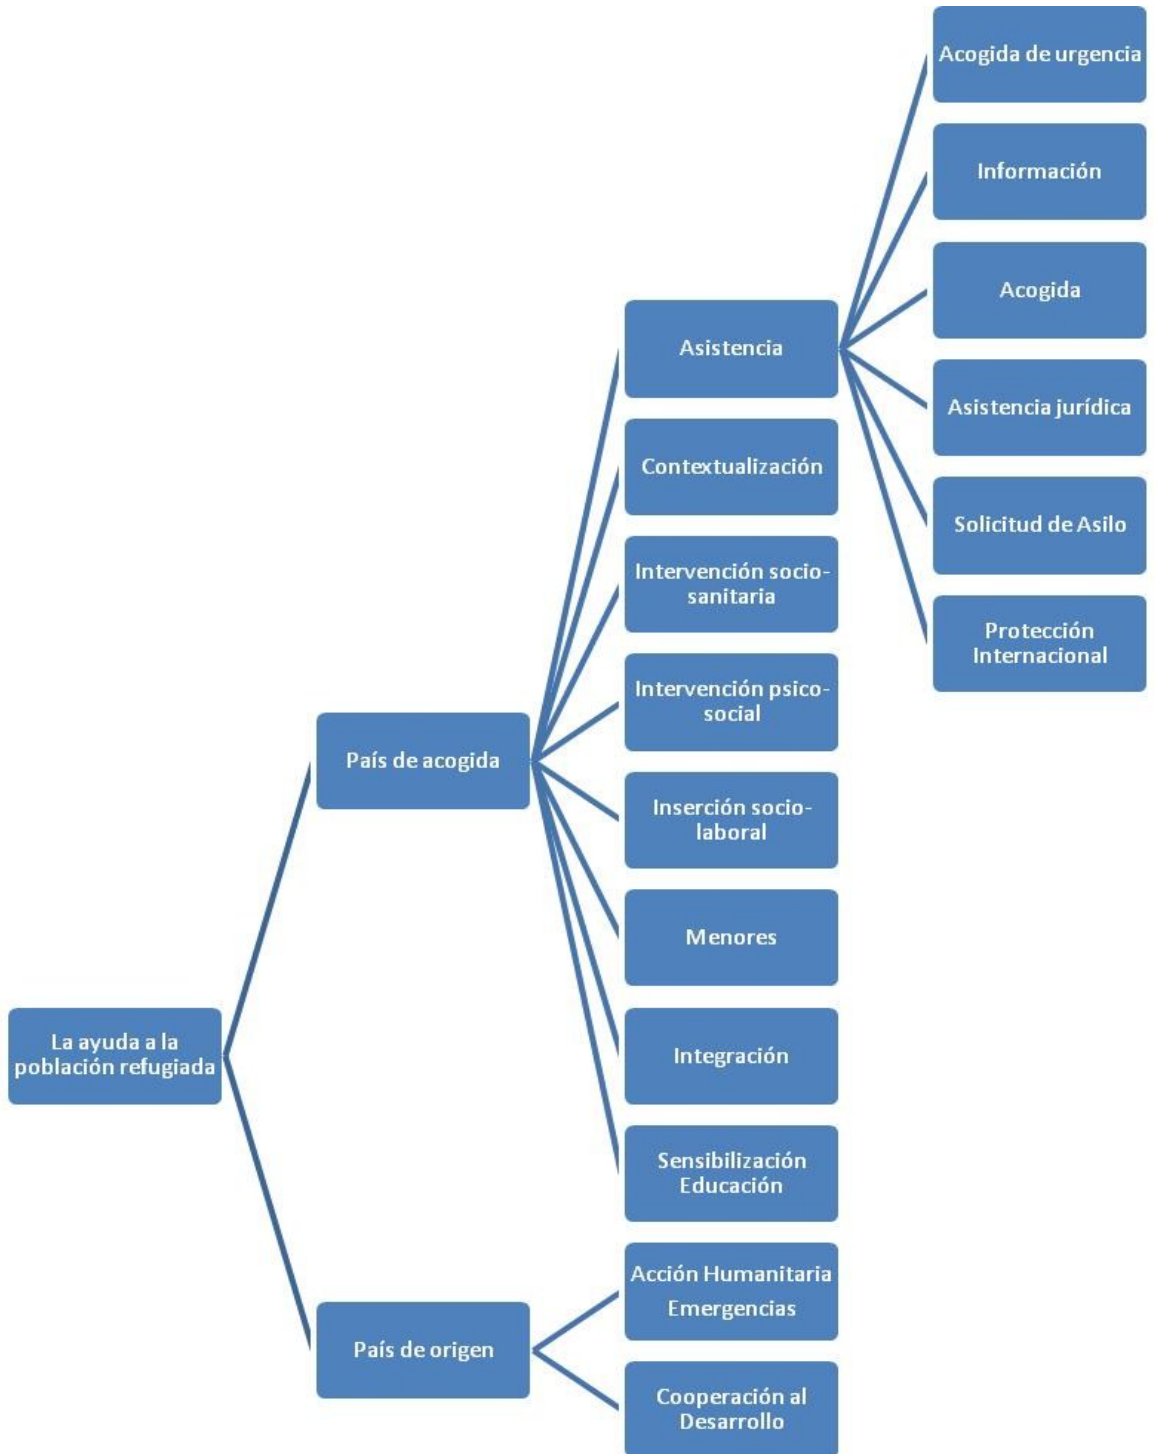 La ayuda a la
población refugiada
País de acogida
Asistencia
Acogida de urgencia
Información
Acogida
Asistencia jurídica
Solicitud de Asilo
Protección
Internacional
Contextualización
Intervención socio-
sanitaria
Intervención psico-
social
Inserción socio-
laboral
Menores
Integración
Sensibilización
Educación
País de origen
Acción Humanitaria
Emergencias
Cooperación al
Desarrollo